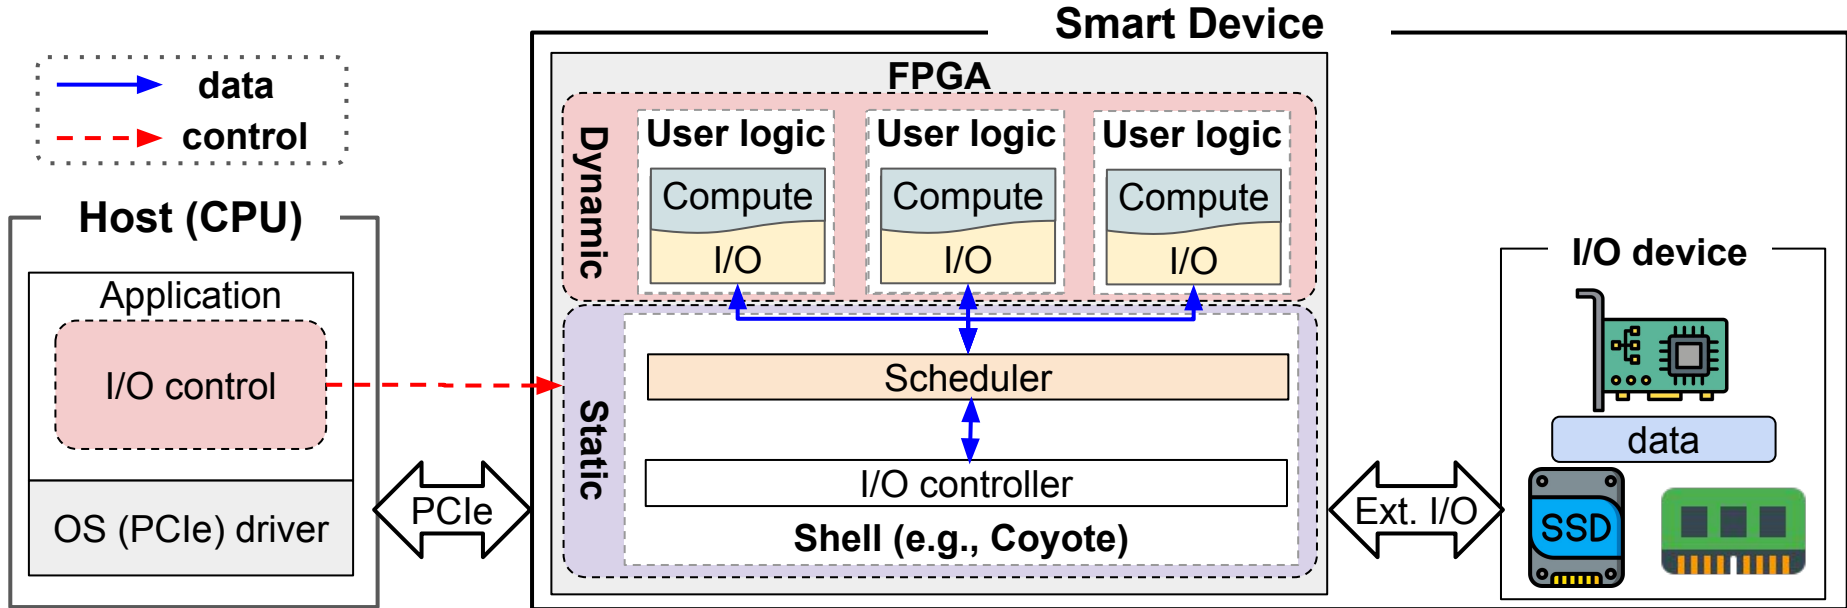 Smart Device
data
control
FPGA
Dynamic
User logic
User logic
User logic
Compute
Compute
Compute
I/O
I/O
I/O
Host (CPU)
Application
I/O control
OS (PCIe) driver
PCIe
Static
Scheduler
I/O controller
Shell (e.g., Coyote)
Ext. I/O
I/O device
data
SSD